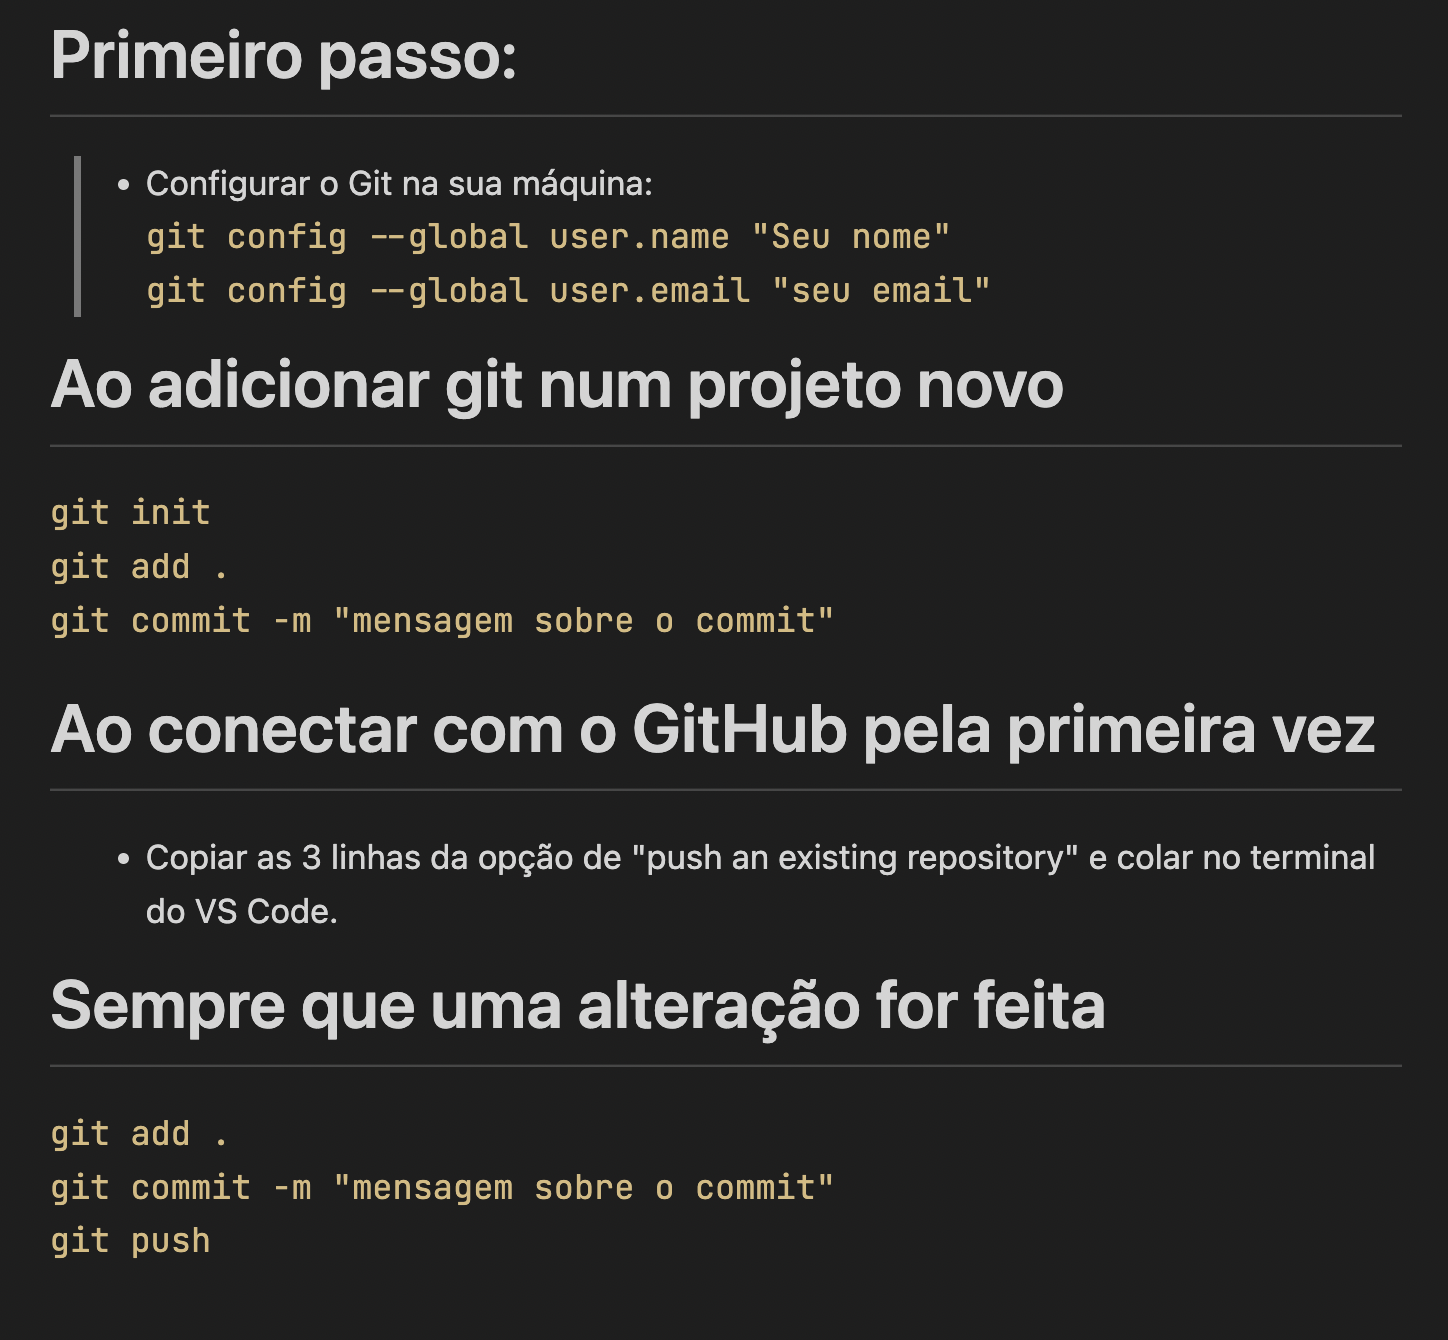 Primeiro passo:
Configurar o Git na sua máquina:
git config --global user.name "Seu nome"
git config --global user.email "seu email"
Ao adicionar git num projeto novo
git init
git add .
git commit -m "mensagem sobre o commit"
Ao conectar com o GitHub pela primeira vez
Copiar as 3 linhas da opção de "push an existing repository" e colar no terminal
do VS Code.
Sempre que uma alteração for feita
git add .
git commit -m "mensagem sobre o commit"
git push